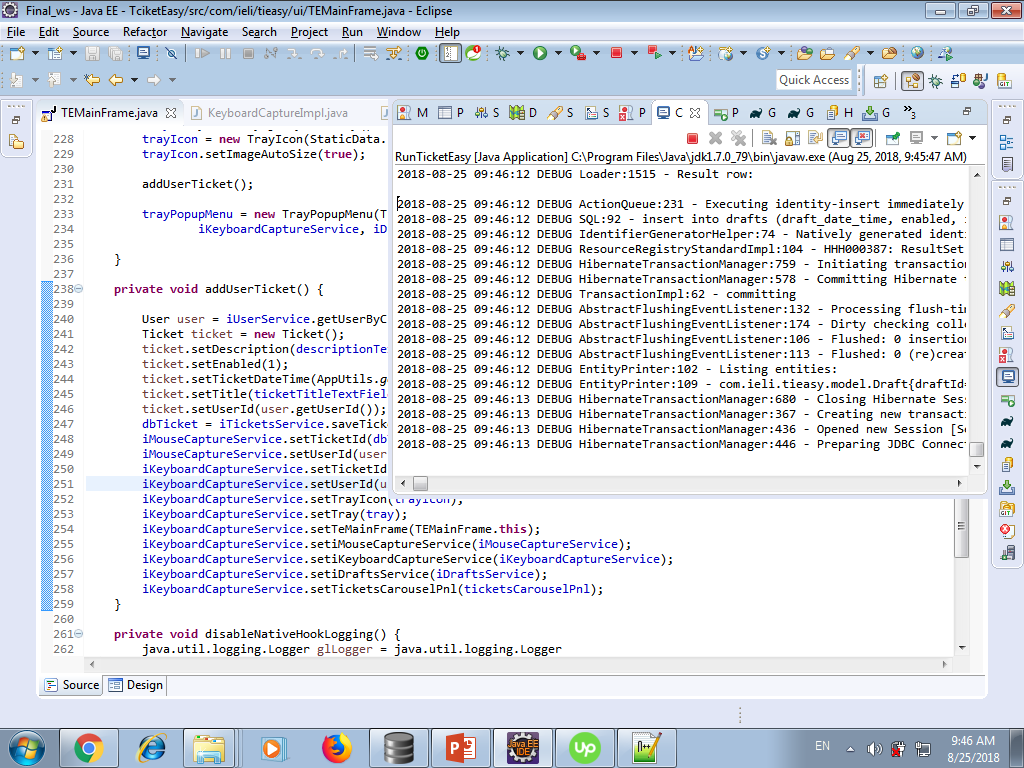 Final_ws - Java EE - TciketEasy/src/com/ieli/tieasy/ui/TEMainFrame.java - Eclipse
File Edit Source Refactor Navigate Search Project Run Window Help
Quick Access
TEMainFrame.java
KeyboardCaptureImpl.java
M P S D S S P C P G G H G »3
RunTicketEasy [Java Application] C:\Program Files\Java\jdk1.7.0_79\bin\javaw.exe (Aug 25, 2018, 9:45:47 AM)
2018-08-25 09:46:12 DEBUG Loader:1515 - Result row:
2018-08-25 09:46:12 DEBUG ActionQueue:231 - Executing identity-insert immediately
2018-08-25 09:46:12 DEBUG SQL:92 - insert into drafts (draft_date_time, enabled,
2018-08-25 09:46:12 DEBUG IdentifierGeneratorHelper:74 - Natively generated identi
2018-08-25 09:46:12 DEBUG ResourceRegistryStandardImpl:104 - HHH000387: ResultSet
2018-08-25 09:46:12 DEBUG HibernateTransactionManager:759 - Initiating transaction
2018-08-25 09:46:12 DEBUG HibernateTransactionManager:578 - Committing Hibernate t
2018-08-25 09:46:12 DEBUG TransactionImpl:62 - committing
2018-08-25 09:46:12 DEBUG AbstractFlushingEventListener:132 - Processing flush-tim
2018-08-25 09:46:12 DEBUG AbstractFlushingEventListener:174 - Dirty checking colle
2018-08-25 09:46:12 DEBUG AbstractFlushingEventListener:106 - Flushed: 0 insertion
2018-08-25 09:46:12 DEBUG AbstractFlushingEventListener:113 - Flushed: 0 (re)creat
2018-08-25 09:46:12 DEBUG EntityPrinter:102 - Listing entities:
2018-08-25 09:46:12 DEBUG EntityPrinter:109 - com.ieli.tieasy.model.Draft{draftId=
2018-08-25 09:46:13 DEBUG HibernateTransactionManager:680 - Closing Hibernate Sess
2018-08-25 09:46:13 DEBUG HibernateTransactionManager:367 - Creating new transacti
2018-08-25 09:46:13 DEBUG HibernateTransactionManager:436 - Opened new Session [Se
2018-08-25 09:46:13 DEBUG HibernateTransactionManager:446 - Preparing JDBC Connect
228 trayIcon = new TrayIcon(StaticData.
229 trayIcon.setImageAutoSize(true);
230
231 addUserTicket();
232
233 trayPopupMenu = new TrayPopupMenu(T
234 iKeyboardCaptureService, iD
235
236 }
237
238 private void addUserTicket() {
239
240 User user = iUserService.getUserByC
241 Ticket ticket = new Ticket();
242 ticket.setDescription(descriptionTe
243 ticket.setEnabled(1);
244 ticket.setTicketDateTime(AppUtils.g
245 ticket.setTitle(ticketTitleTextFiel
246 ticket.setUserId(user.getUserId());
247 dbTicket = iTicketsService.saveTick
248 iMouseCaptureService.setTicketId(db
249 iMouseCaptureService.setUserId(user
250 iKeyboardCaptureService.setTicketId
251 iKeyboardCaptureService.setUserId(u
252 iKeyboardCaptureService.setTrayIcon(trayIcon);
253 iKeyboardCaptureService.setTray(tray);
254 iKeyboardCaptureService.setTeMainFrame(TEMainFrame.this);
255 iKeyboardCaptureService.setiMouseCaptureService(iMouseCaptureService);
256 iKeyboardCaptureService.setiKeyboardCaptureService(iKeyboardCaptureService);
257 iKeyboardCaptureService.setiDraftsService(iDraftsService);
258 iKeyboardCaptureService.setTicketsCarouselPnl(ticketsCarouselPnl);
259 }
260
261 private void disableNativeHookLogging() {
262 java.util.logging.Logger glLogger = java.util.logging.Logger
Source Design
Java EE IDE
up
EN
9:46 AM
8/25/2018